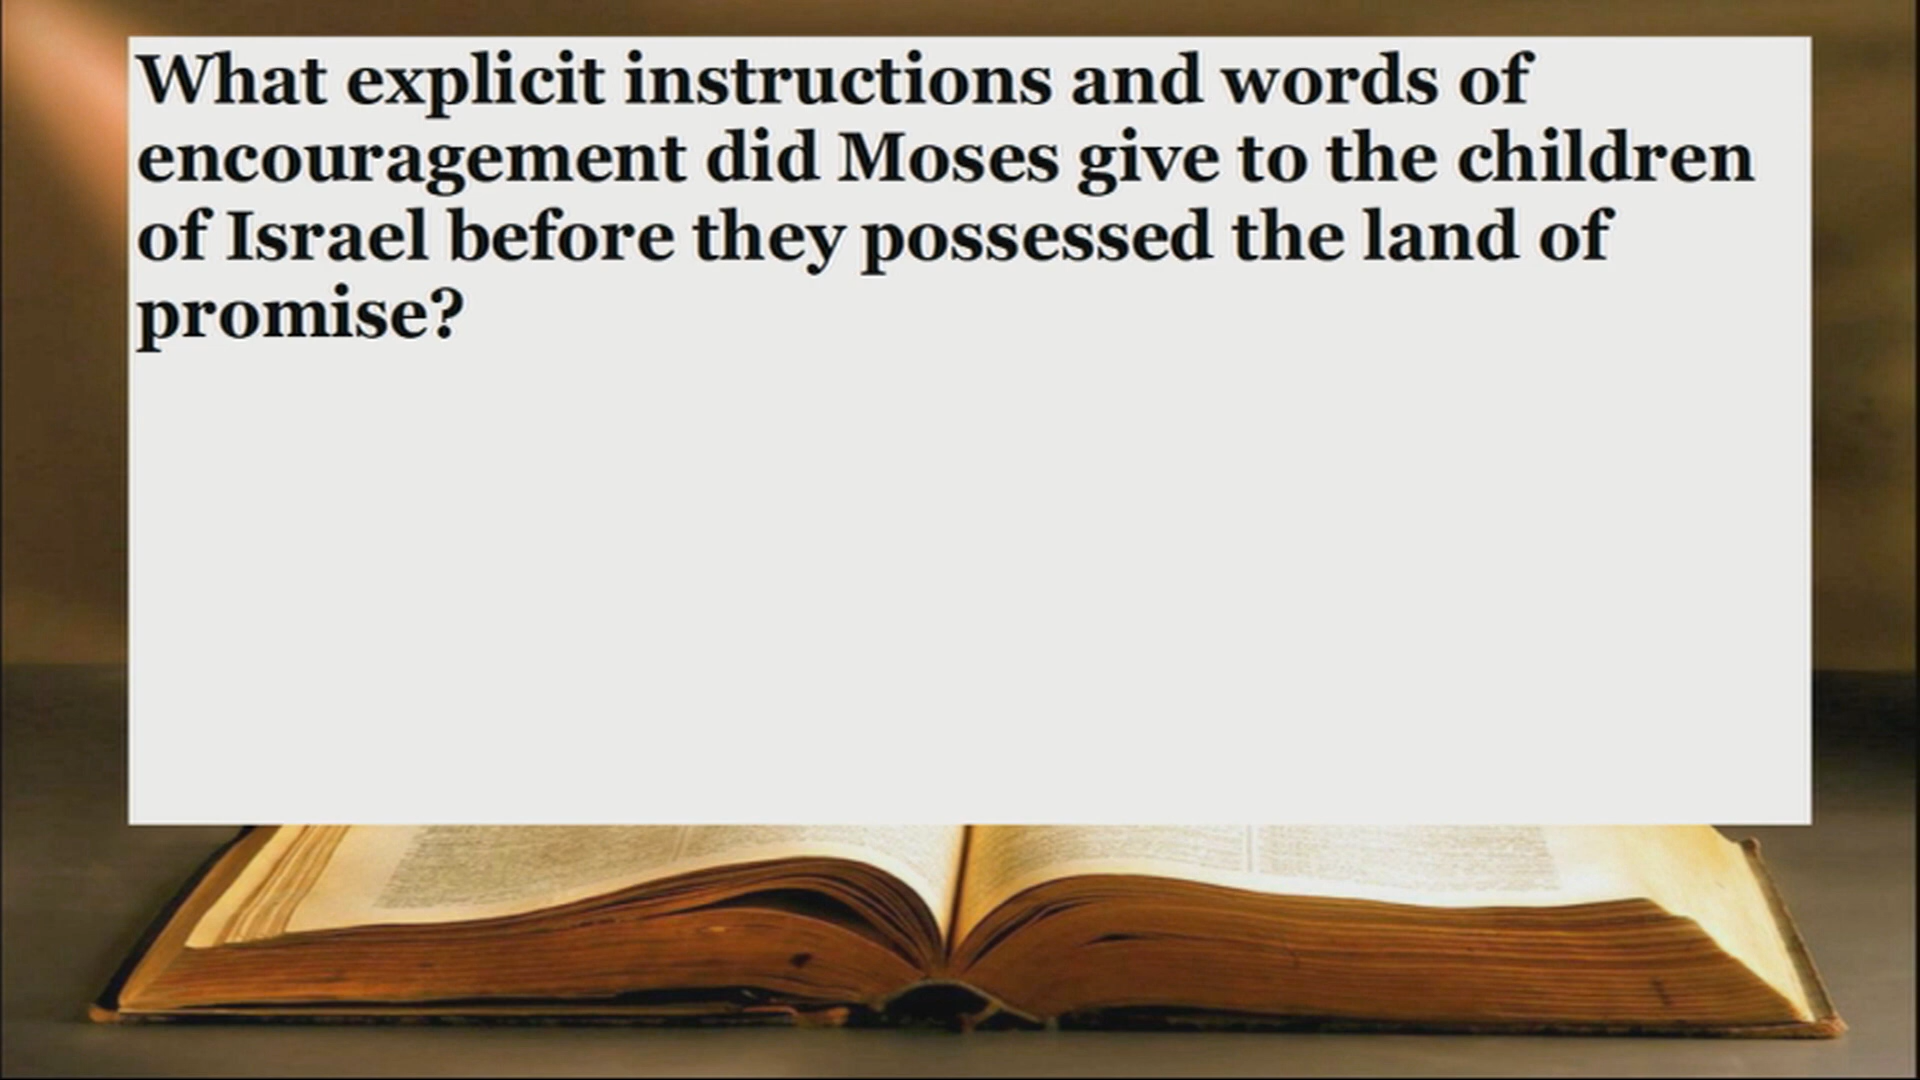 What explicit instructions and words of
encouragement did Moses give to the children
of Israel before they possessed the land of
promise?